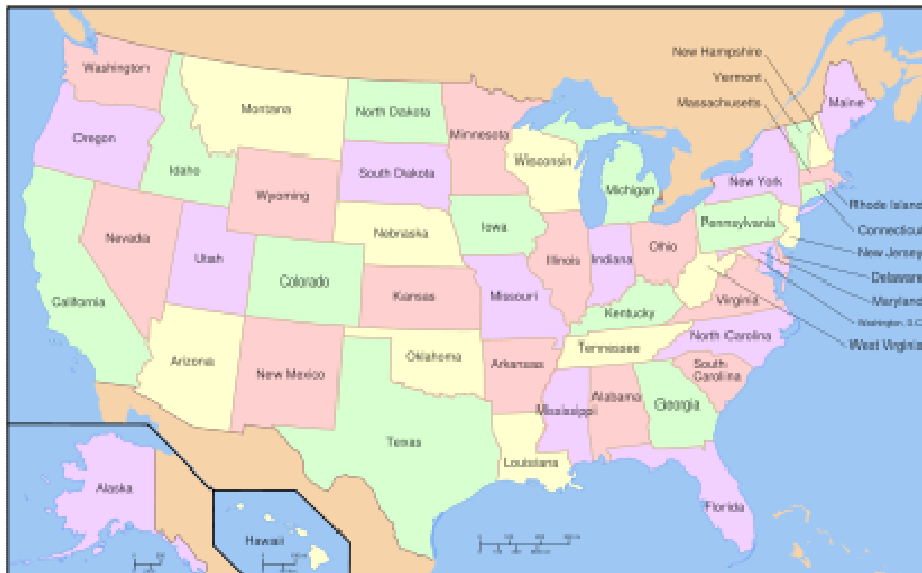 New Hampshire
Washington
Vermont
Montana
Massachusetts
Maine
North Dakota
Oregon
Minnesota
Idaho
Wisconsin
South Dakota
New York
Michigan
Wyoming
Rhode Island
Pennsylvania
Iowa
Connecticut
Nebraska
Nevada
Ohio
New Jersey
Utah
Illinois
Indiana
Delaware
Colorado
Kansas
Missouri
California
Virginia
Maryland
Kentucky
Washington, D.C.
North Carolina
West Virginia
Tennessee
Arizona
Oklahoma
Arkansas
South
Carolina
New Mexico
Alabama
Georgia
Mississippi
Texas
Louisiana
Alaska
Florida
Hawaii